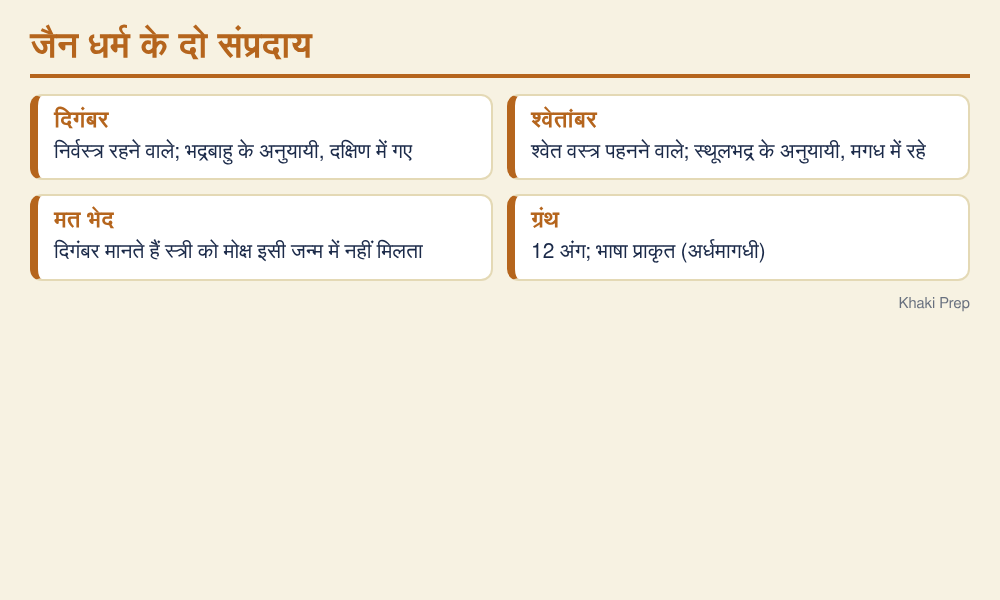 जैन धर्म के दो संप्रदाय
दिगंबर
निर्वस्त्र रहने वाले; भद्रबाहु के अनुयायी, दक्षिण में गए
श्वेतांबर
श्वेत वस्त्र पहनने वाले; स्थूलभद्र के अनुयायी, मगध में रहे
मत भेद
दिगंबर मानते हैं स्त्री को मोक्ष इसी जन्म में नहीं मिलता
ग्रंथ
12 अंग; भाषा प्राकृत (अर्धमागधी)
Khaki Prep